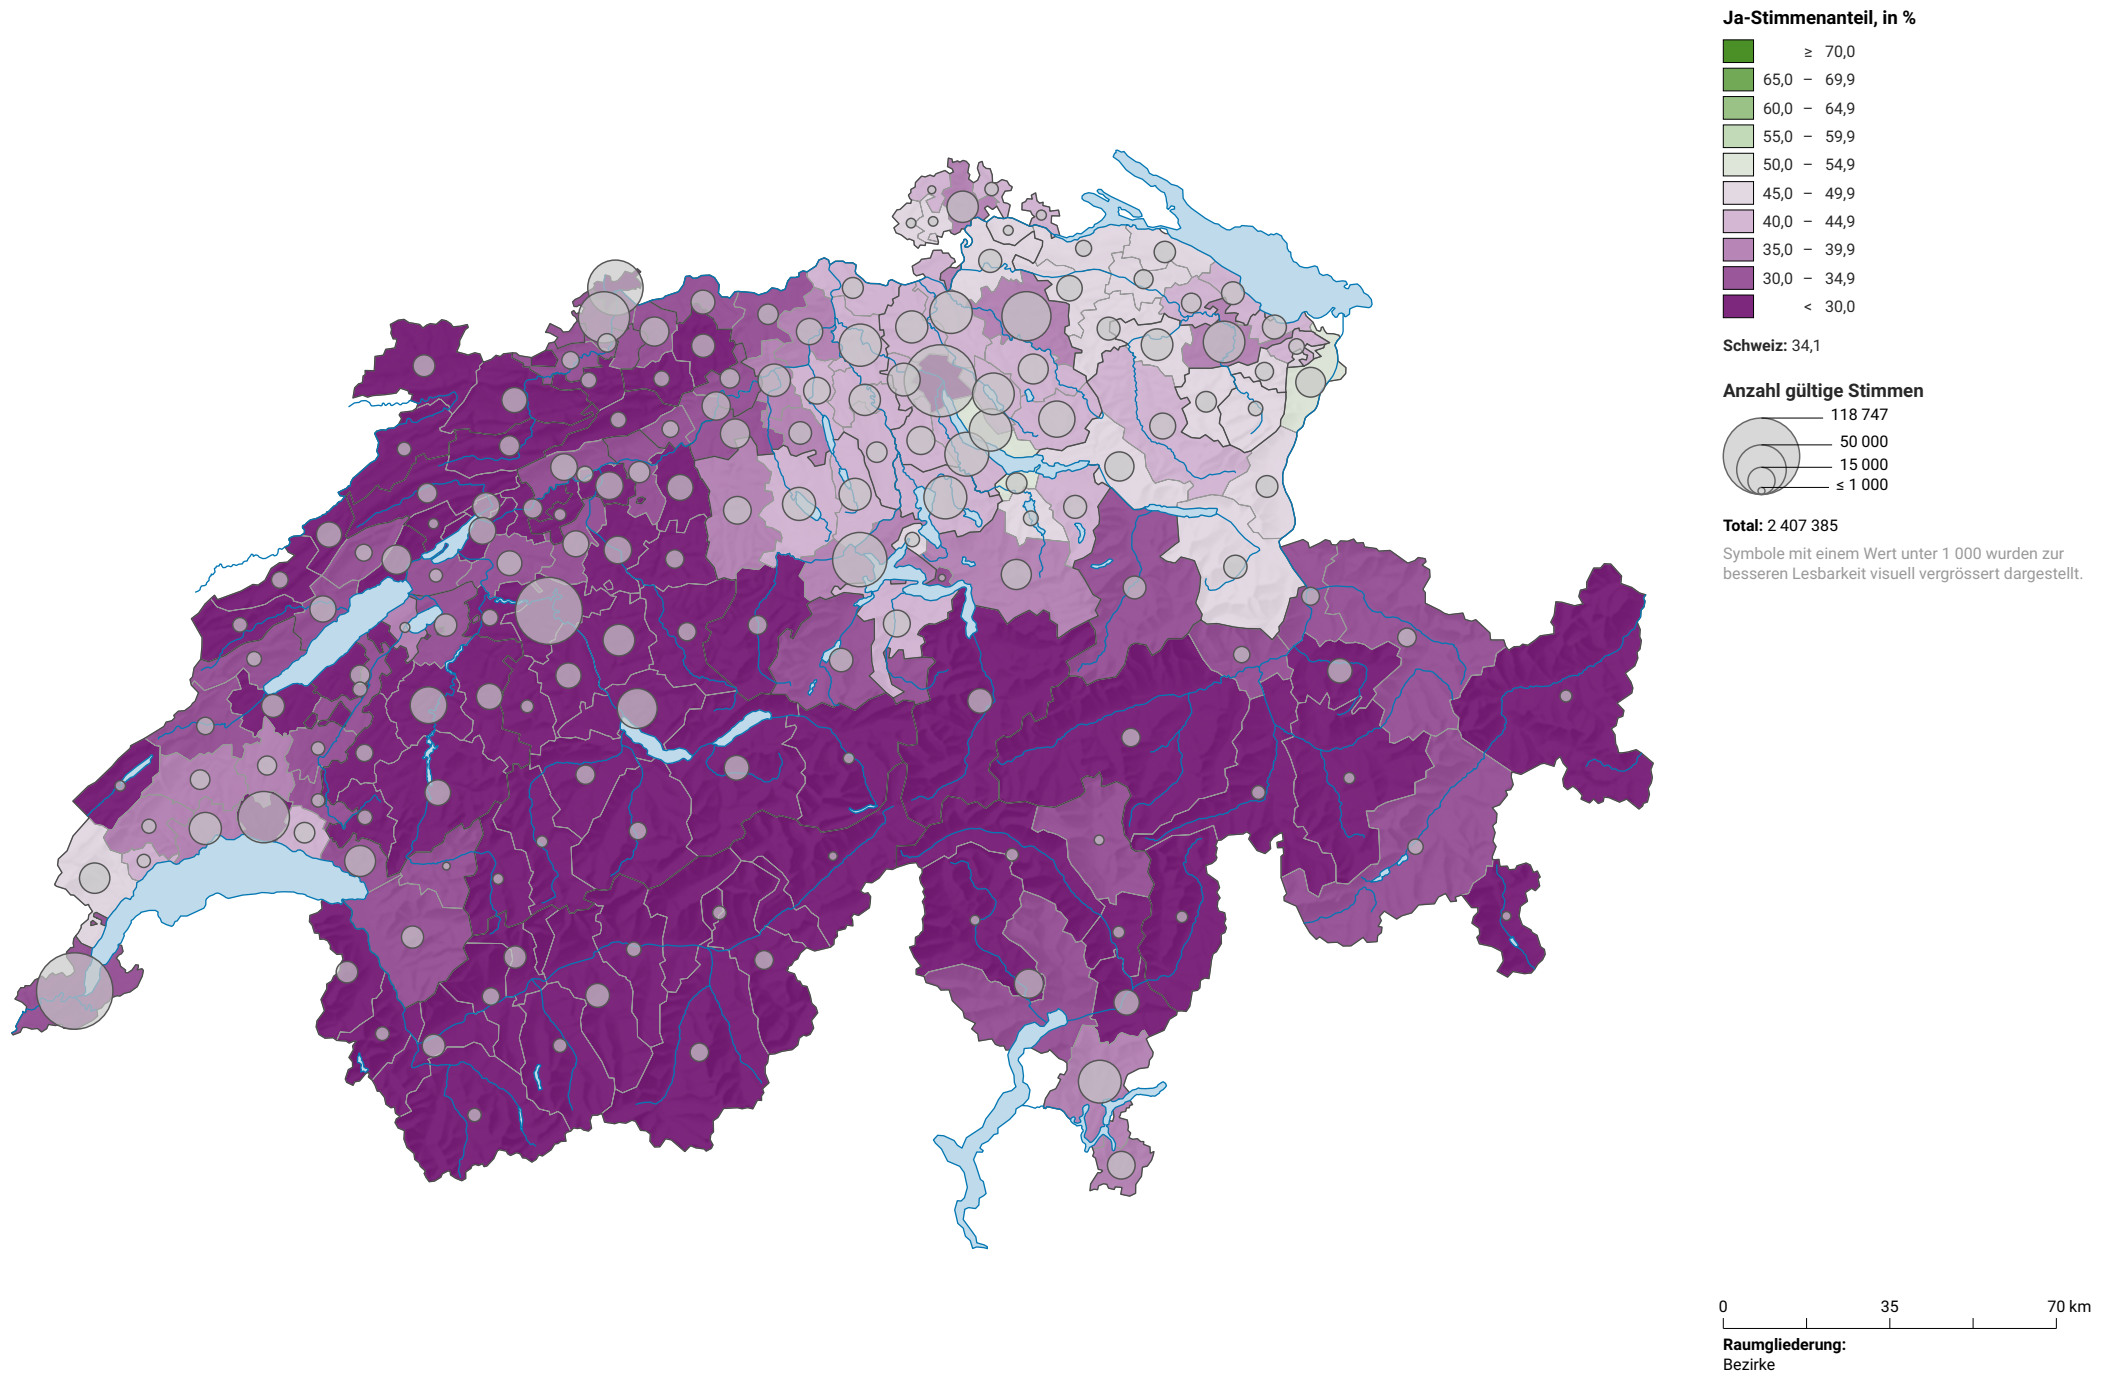 Ja-Stimmenanteil, in %
≥ 70,0
65,0 – 69,9
60,0 – 64,9
55,0 – 59,9
50,0 – 54,9
45,0 – 49,9
40,0 – 44,9
35,0 – 39,9
30,0 – 34,9
< 30,0
Schweiz: 34,1
Anzahl gültige Stimmen
118 747
50 000
15 000
≤ 1 000
Total: 2 407 385
Symbole mit einem Wert unter 1 000 wurden zur
besseren Lesbarkeit visuell vergrössert dargestellt.
0 35 70 km
Raumgliederung:
Bezirke